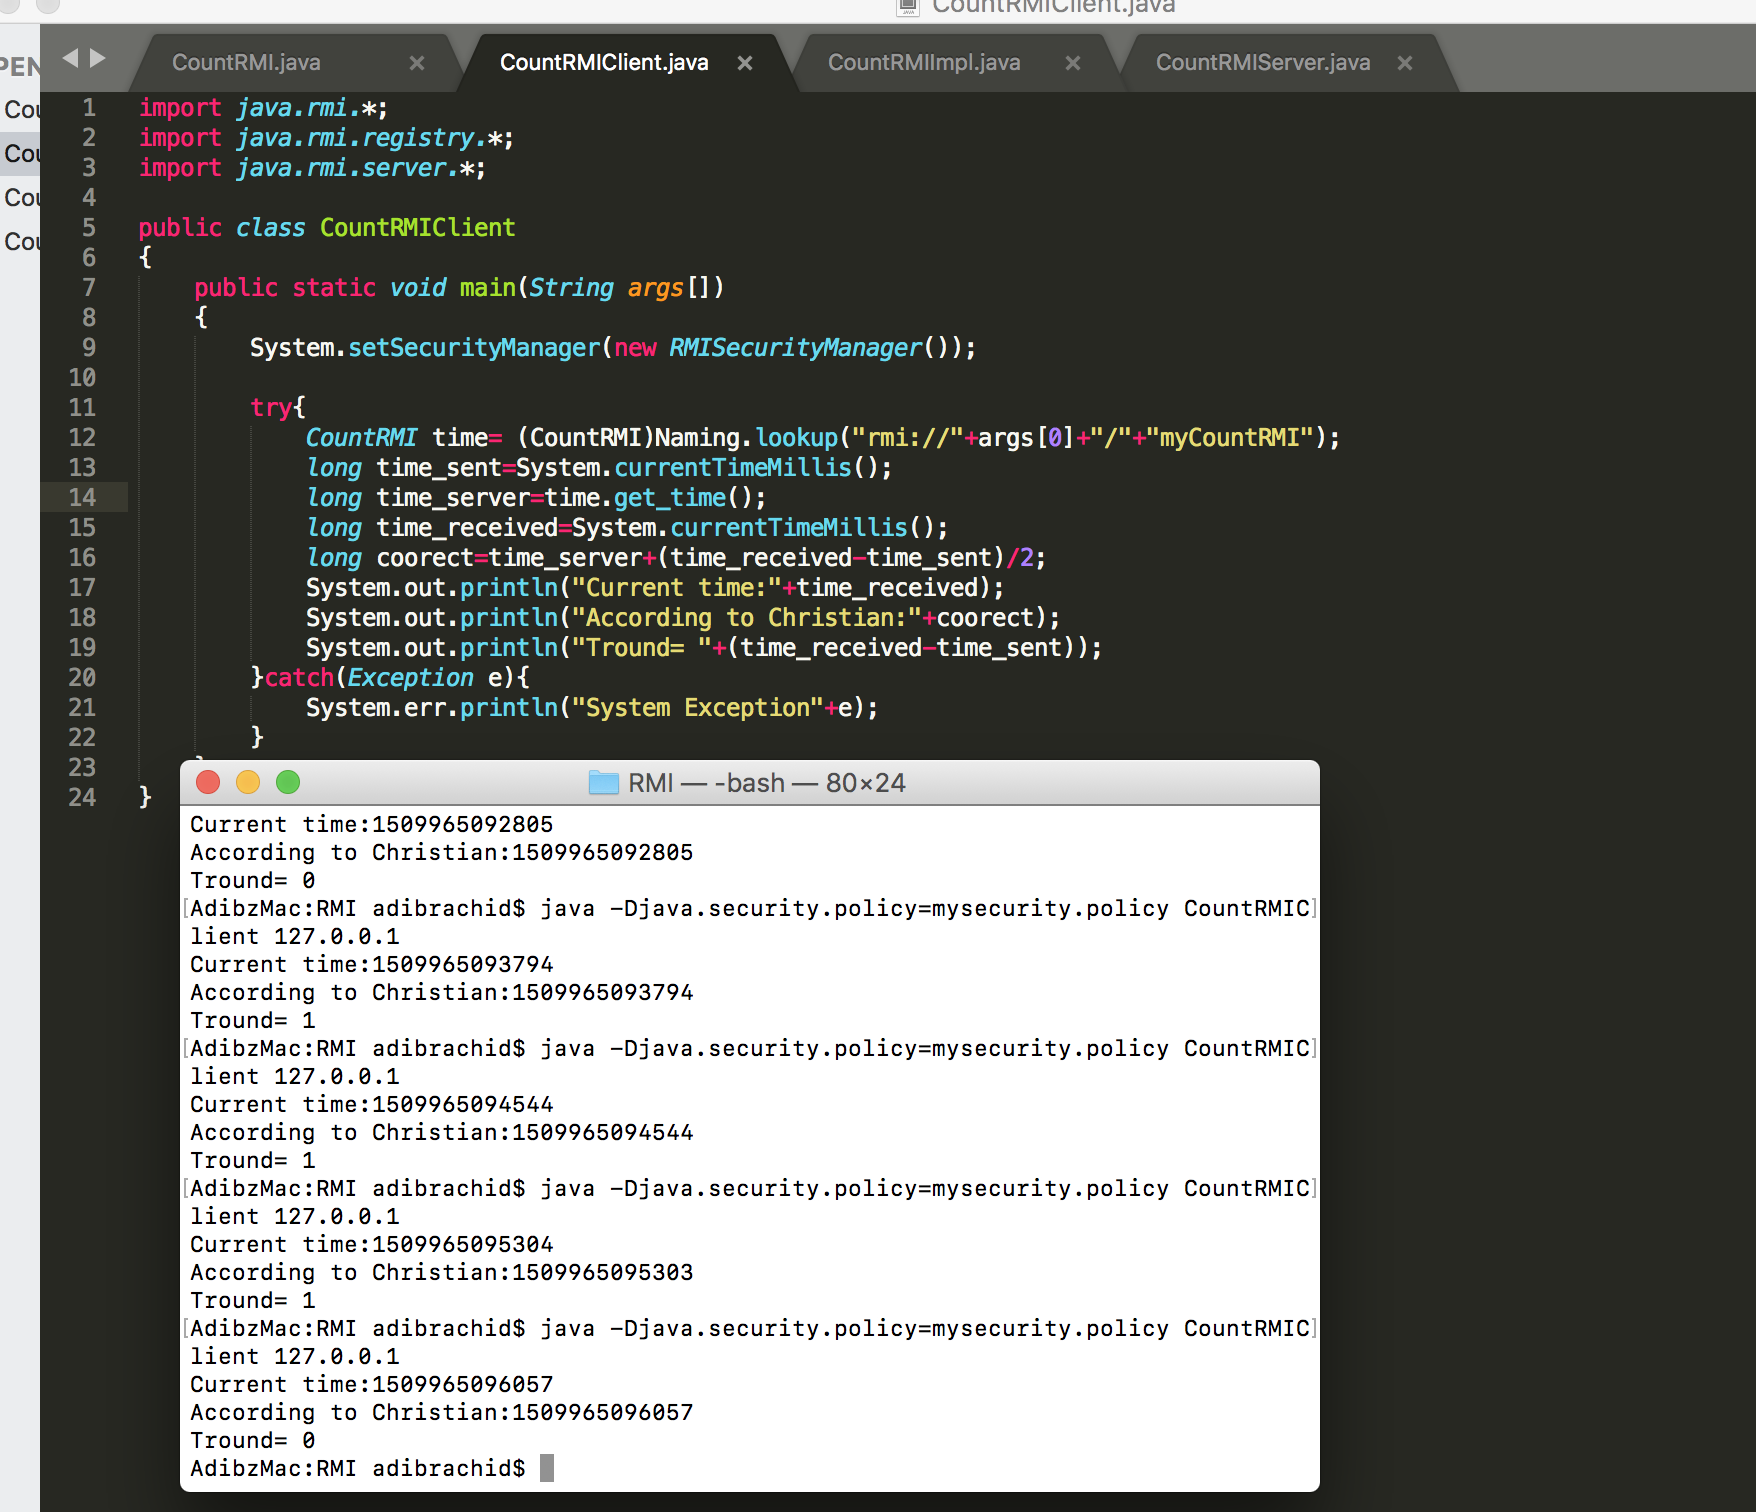 CountRMIClient.java
CountRMI.java × CountRMIClient.java × CountRMIImpl.java × CountRMIServer.java ×
1 import java.rmi.*;
2 import java.rmi.registry.*;
3 import java.rmi.server.*;
4
5 public class CountRMIClient
6 {
7 public static void main(String args[])
8 {
9 System.setSecurityManager(new RMISecurityManager());
10
11 try{
12 CountRMI time= (CountRMI)Naming.lookup("rmi://"+args[0]+"/"+"myCountRMI");
13 long time_sent=System.currentTimeMillis();
14 long time_server=time.get_time();
15 long time_received=System.currentTimeMillis();
16 long coorect=time_server+(time_received-time_sent)/2;
17 System.out.println("Current time:"+time_received);
18 System.out.println("According to Christian:"+coorect);
19 System.out.println("Tround= "+(time_received-time_sent));
20 }catch(Exception e){
21 System.err.println("System Exception"+e);
22 }
23
24 }
RMI — -bash — 80×24
Current time:1509965092805
According to Christian:1509965092805
Tround= 0
[AdibzMac:RMI adibrachid$ java -Djava.security.policy=mysecurity.policy CountRMIC]
lient 127.0.0.1
Current time:1509965093794
According to Christian:1509965093794
Tround= 1
[AdibzMac:RMI adibrachid$ java -Djava.security.policy=mysecurity.policy CountRMIC]
lient 127.0.0.1
Current time:1509965094544
According to Christian:1509965094544
Tround= 1
[AdibzMac:RMI adibrachid$ java -Djava.security.policy=mysecurity.policy CountRMIC]
lient 127.0.0.1
Current time:1509965095304
According to Christian:1509965095303
Tround= 1
[AdibzMac:RMI adibrachid$ java -Djava.security.policy=mysecurity.policy CountRMIC]
lient 127.0.0.1
Current time:1509965096057
According to Christian:1509965096057
Tround= 0
AdibzMac:RMI adibrachid$